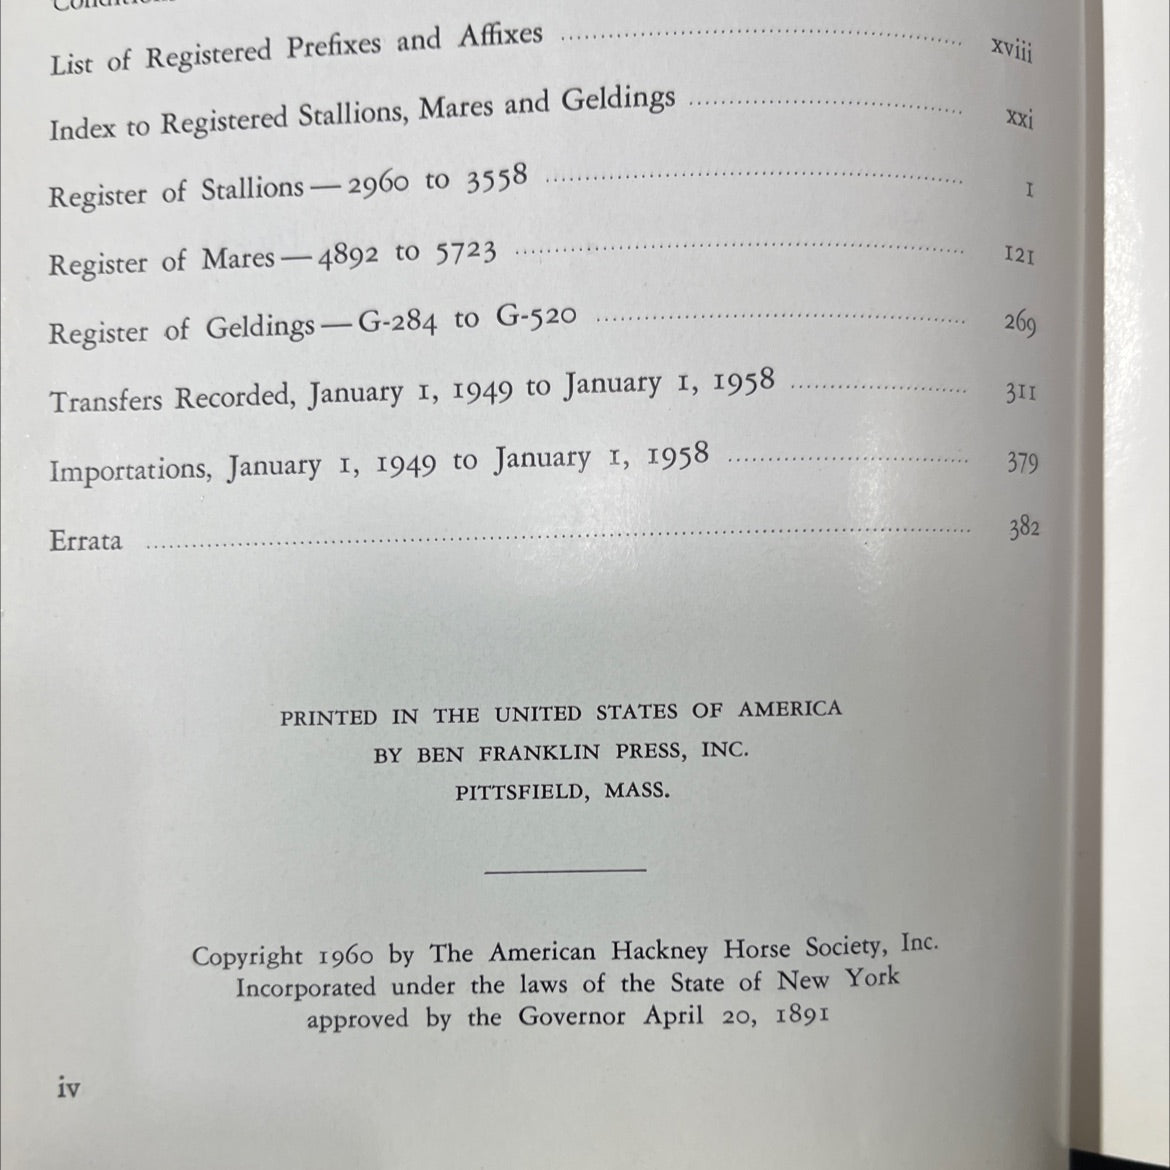 List of Registered Prefixes and Affixes ........................................ xviii
Index to Registered Stallions, Mares and Geldings ........................................ xxi
Register of Stallions — 2960 to 3558 ........................................ 1
Register of Mares — 4892 to 5723 ........................................ 121
Register of Geldings — G-284 to G-520 ........................................ 269
Transfers Recorded, January 1, 1949 to January 1, 1958 ........................................ 311
Importations, January 1, 1949 to January 1, 1958 ........................................ 379
Errata ........................................ 382
PRINTED IN THE UNITED STATES OF AMERICA
BY BEN FRANKLIN PRESS, INC.
PITTSFIELD, MASS.
Copyright 1960 by The American Hackney Horse Society, Inc.
Incorporated under the laws of the State of New York
approved by the Governor April 20, 1891
iv